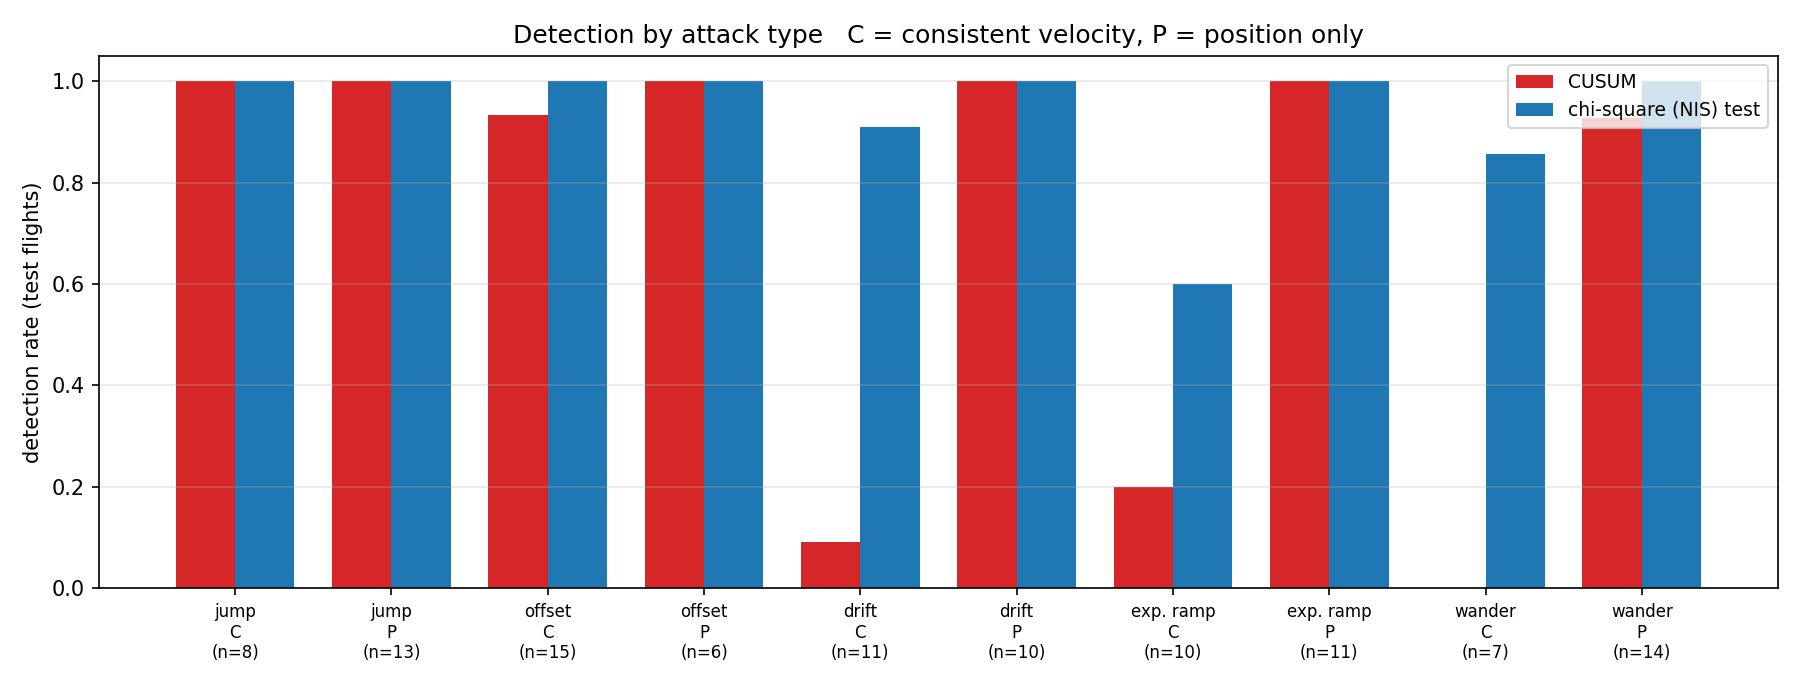 Detection by attack type   C = consistent velocity, P = position only
CUSUM
chi-square (NIS) test
detection rate (test flights)
1.0
0.8
0.6
0.4
0.2
0.0
jump
C
(n=8)
jump
P
(n=13)
offset
C
(n=15)
offset
P
(n=6)
drift
C
(n=11)
drift
P
(n=10)
exp. ramp
C
(n=10)
exp. ramp
P
(n=11)
wander
C
(n=7)
wander
P
(n=14)